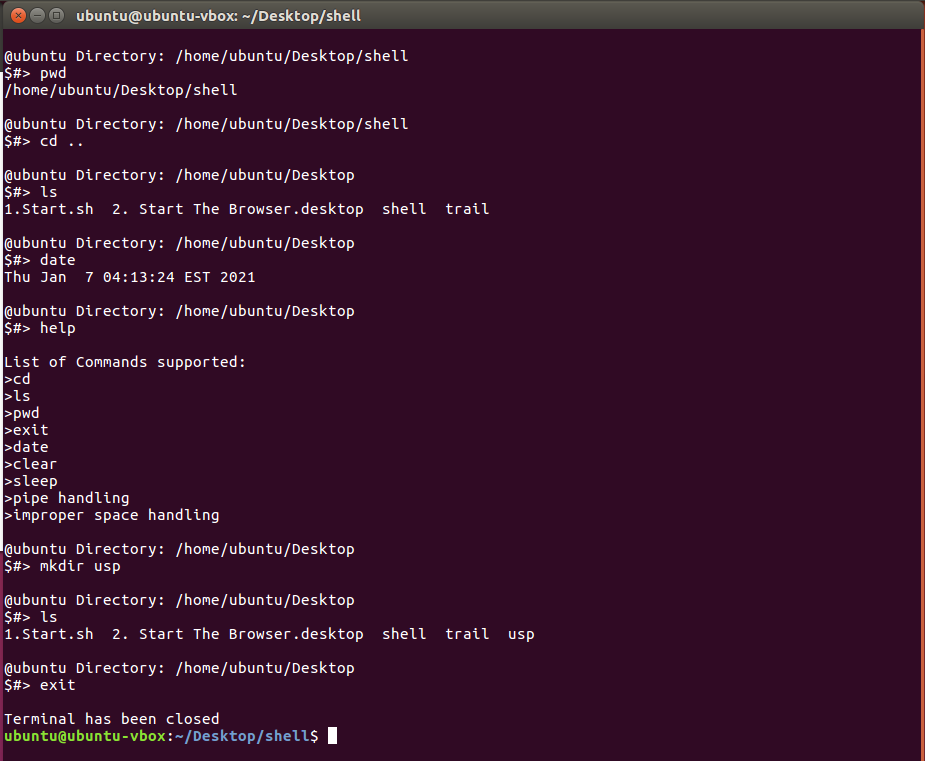 ubuntu@ubuntu-vbox: ~/Desktop/shell
@ubuntu Directory: /home/ubuntu/Desktop/shell
$#> pwd
/home/ubuntu/Desktop/shell
@ubuntu Directory: /home/ubuntu/Desktop/shell
$#> cd ..
@ubuntu Directory: /home/ubuntu/Desktop
$#> ls
1.Start.sh  2. Start The Browser.desktop  shell  trail
@ubuntu Directory: /home/ubuntu/Desktop
$#> date
Thu Jan  7 04:13:24 EST 2021
@ubuntu Directory: /home/ubuntu/Desktop
$#> help
List of Commands supported:
>cd
>ls
>pwd
>exit
>date
>clear
>sleep
>pipe handling
>improper space handling
@ubuntu Directory: /home/ubuntu/Desktop
$#> mkdir usp
@ubuntu Directory: /home/ubuntu/Desktop
$#> ls
1.Start.sh  2. Start The Browser.desktop  shell  trail  usp
@ubuntu Directory: /home/ubuntu/Desktop
$#> exit
Terminal has been closed
ubuntu@ubuntu-vbox:~/Desktop/shell$